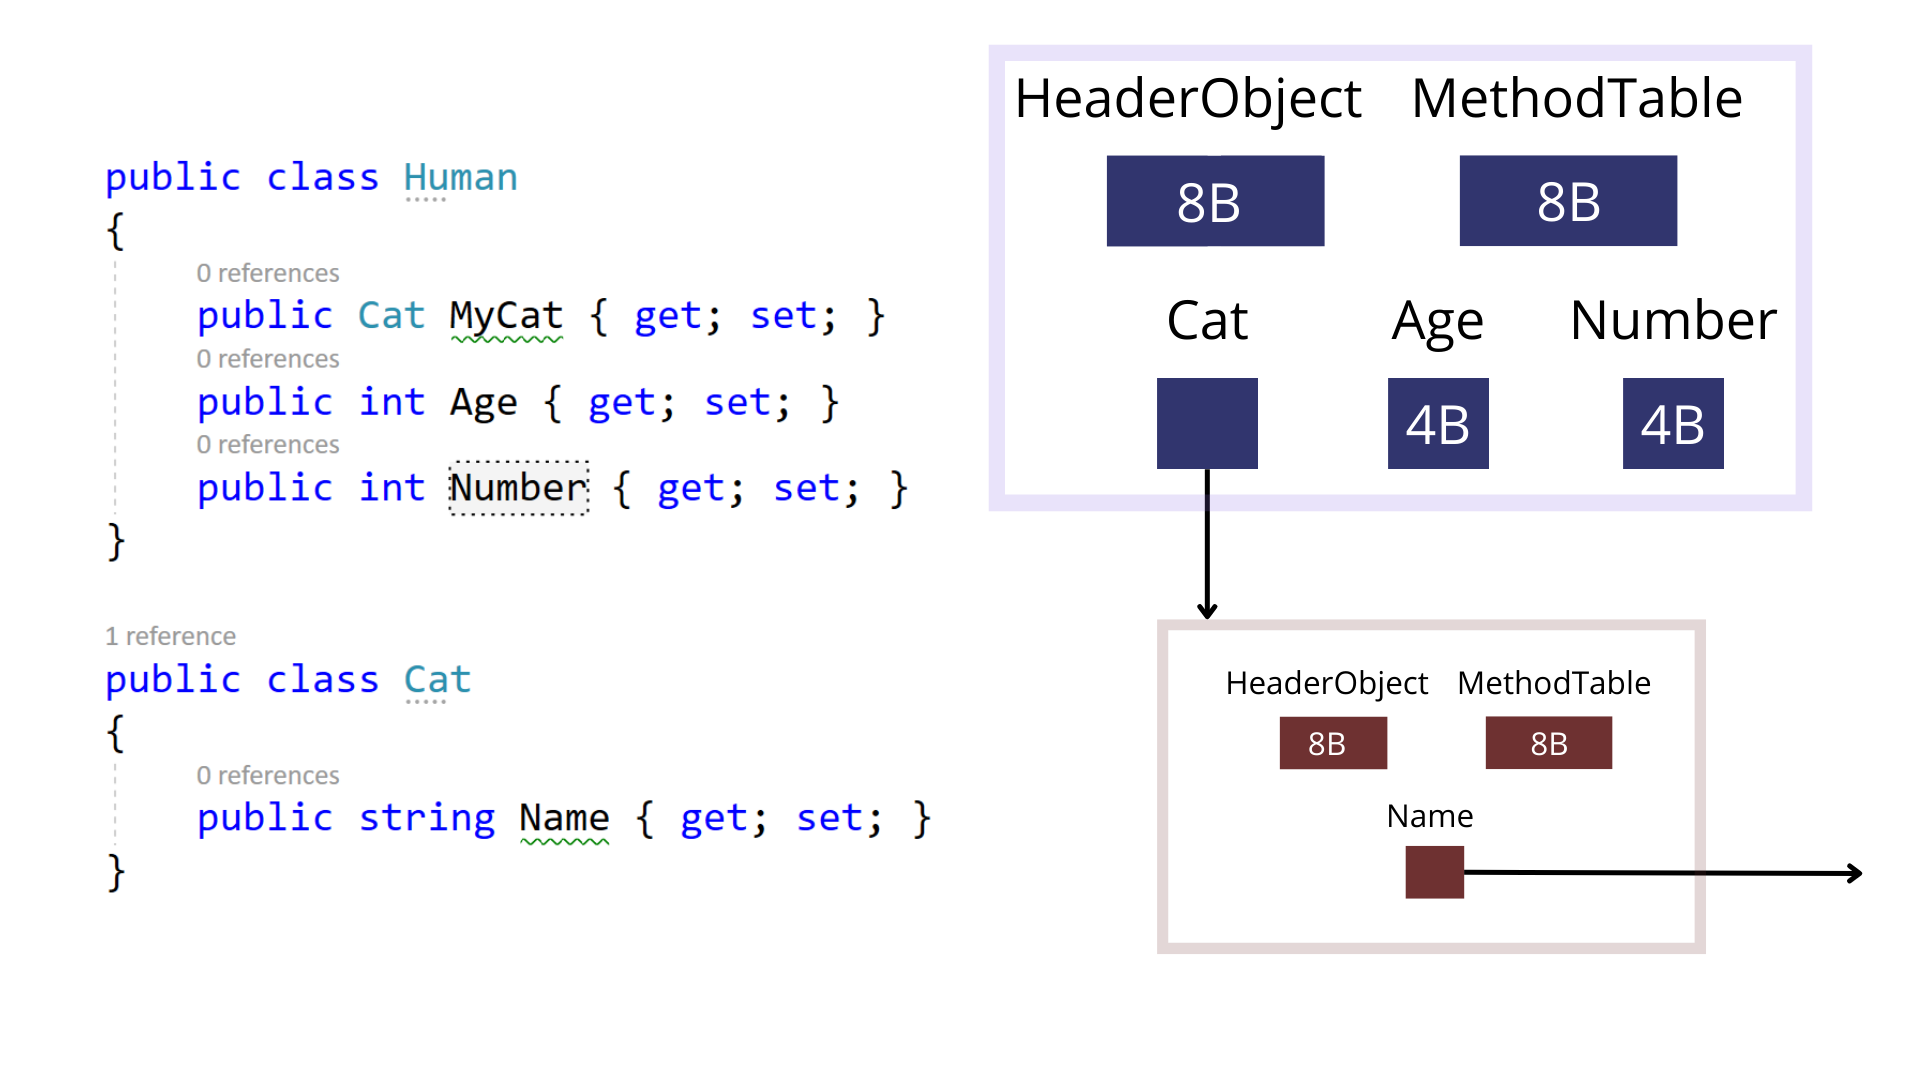 public class Human
{
0 references
public Cat MyCat { get; set; }
0 references
public int Age { get; set; }
0 references
public int Number { get; set; }
}
1 reference
public class Cat
{
0 references
public string Name { get; set; }
}
HeaderObject MethodTable
8B 8B
Cat Age Number
4B 4B
HeaderObject MethodTable
8B 8B
Name